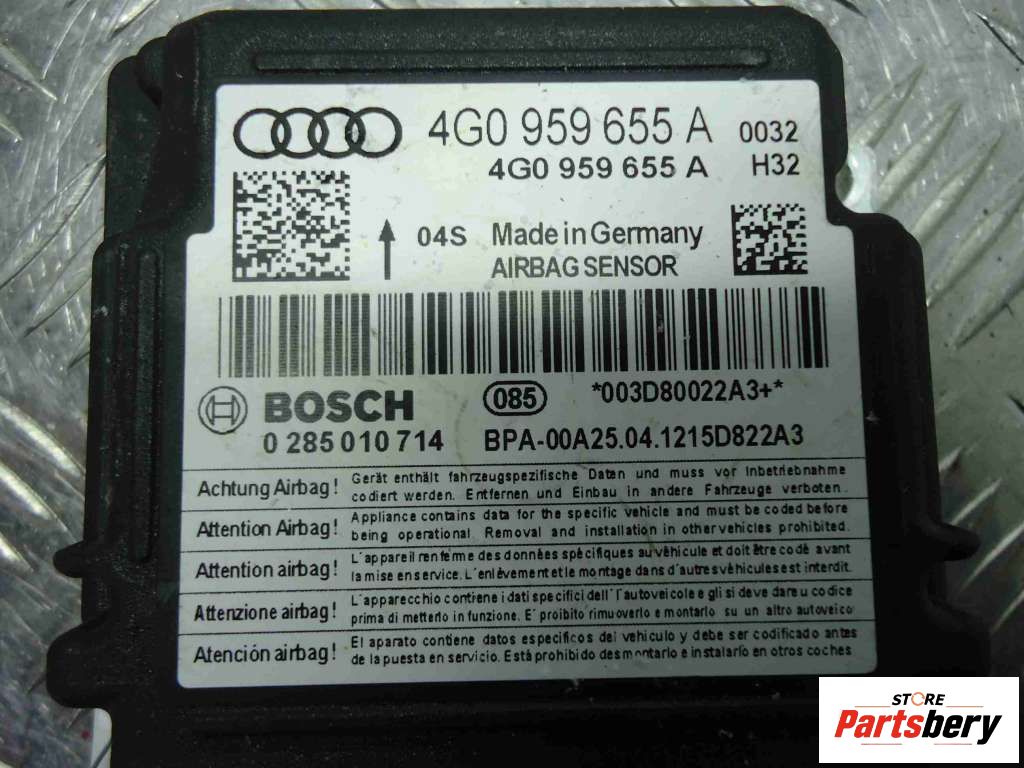 4G0 959 655 A 0032
4G0 959 655 A H32
04S Made in Germany
AIRBAG SENSOR
BOSCH 085 *003D80022A3+*
0 285 010 714 BPA-00A25.04.1215D822A3
Achtung Airbag! Gerät enthält fahrzeugspezifische Daten und muss vor Inbetriebnahme
codiert werden. Entfernen und Einbau in andere Fahrzeuge verboten.
Attention Airbag! Appliance contains data for the specific vehicle and must be coded before
being operational. Removal and installation in other vehicles prohibited.
Attention airbag! L'appareil renferme des données spécifiques au véhicule et doit être codé avant
la mise en service. L'enlèvement et le montage dans d'autres véhicules est interdit.
Attenzione airbag! L'apparecchio contiene i dati specifici dell'l'autoveicolo e gli si deve dare u codice
prima di metterlo in funzione. E' proibito rimuoverlo e montarlo su un altro autoveico
Atención airbag! El aparato contiene datos especificos del vehiculo y debe ser codificado antes
de la puesta en servicio. Está prohibido desmontarlo e instalarlo en otros coches
STORE
Partsbery